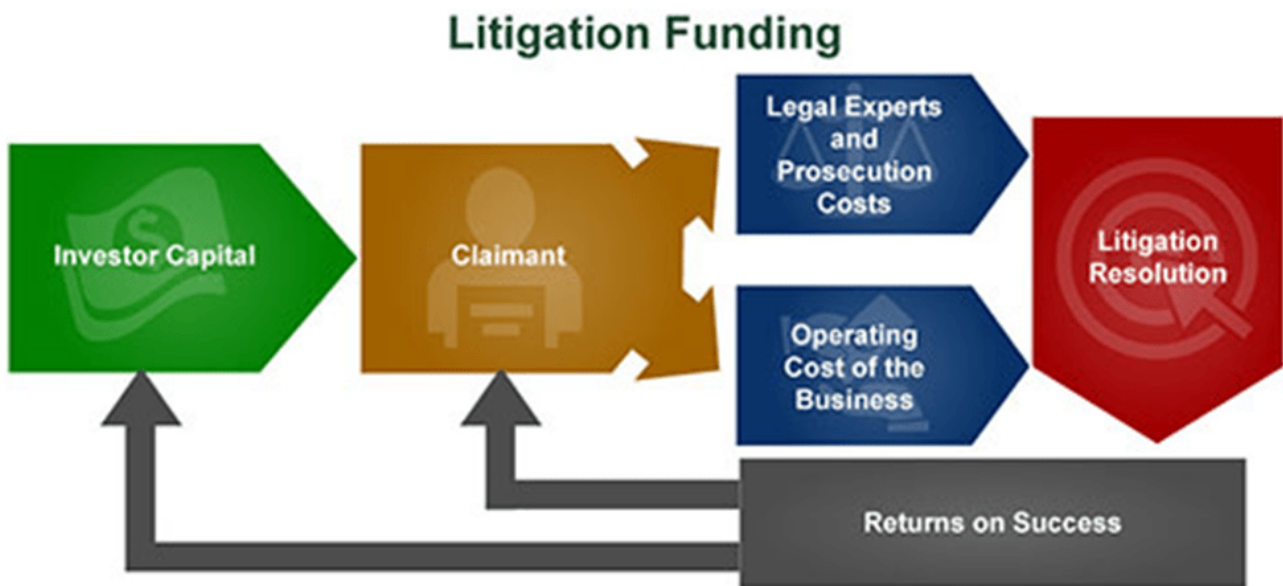 Litigation Funding
Investor Capital
Claimant
Legal Experts
and
Prosecution
Costs
Operating
Cost of the
Business
Litigation
Resolution
Returns on Success